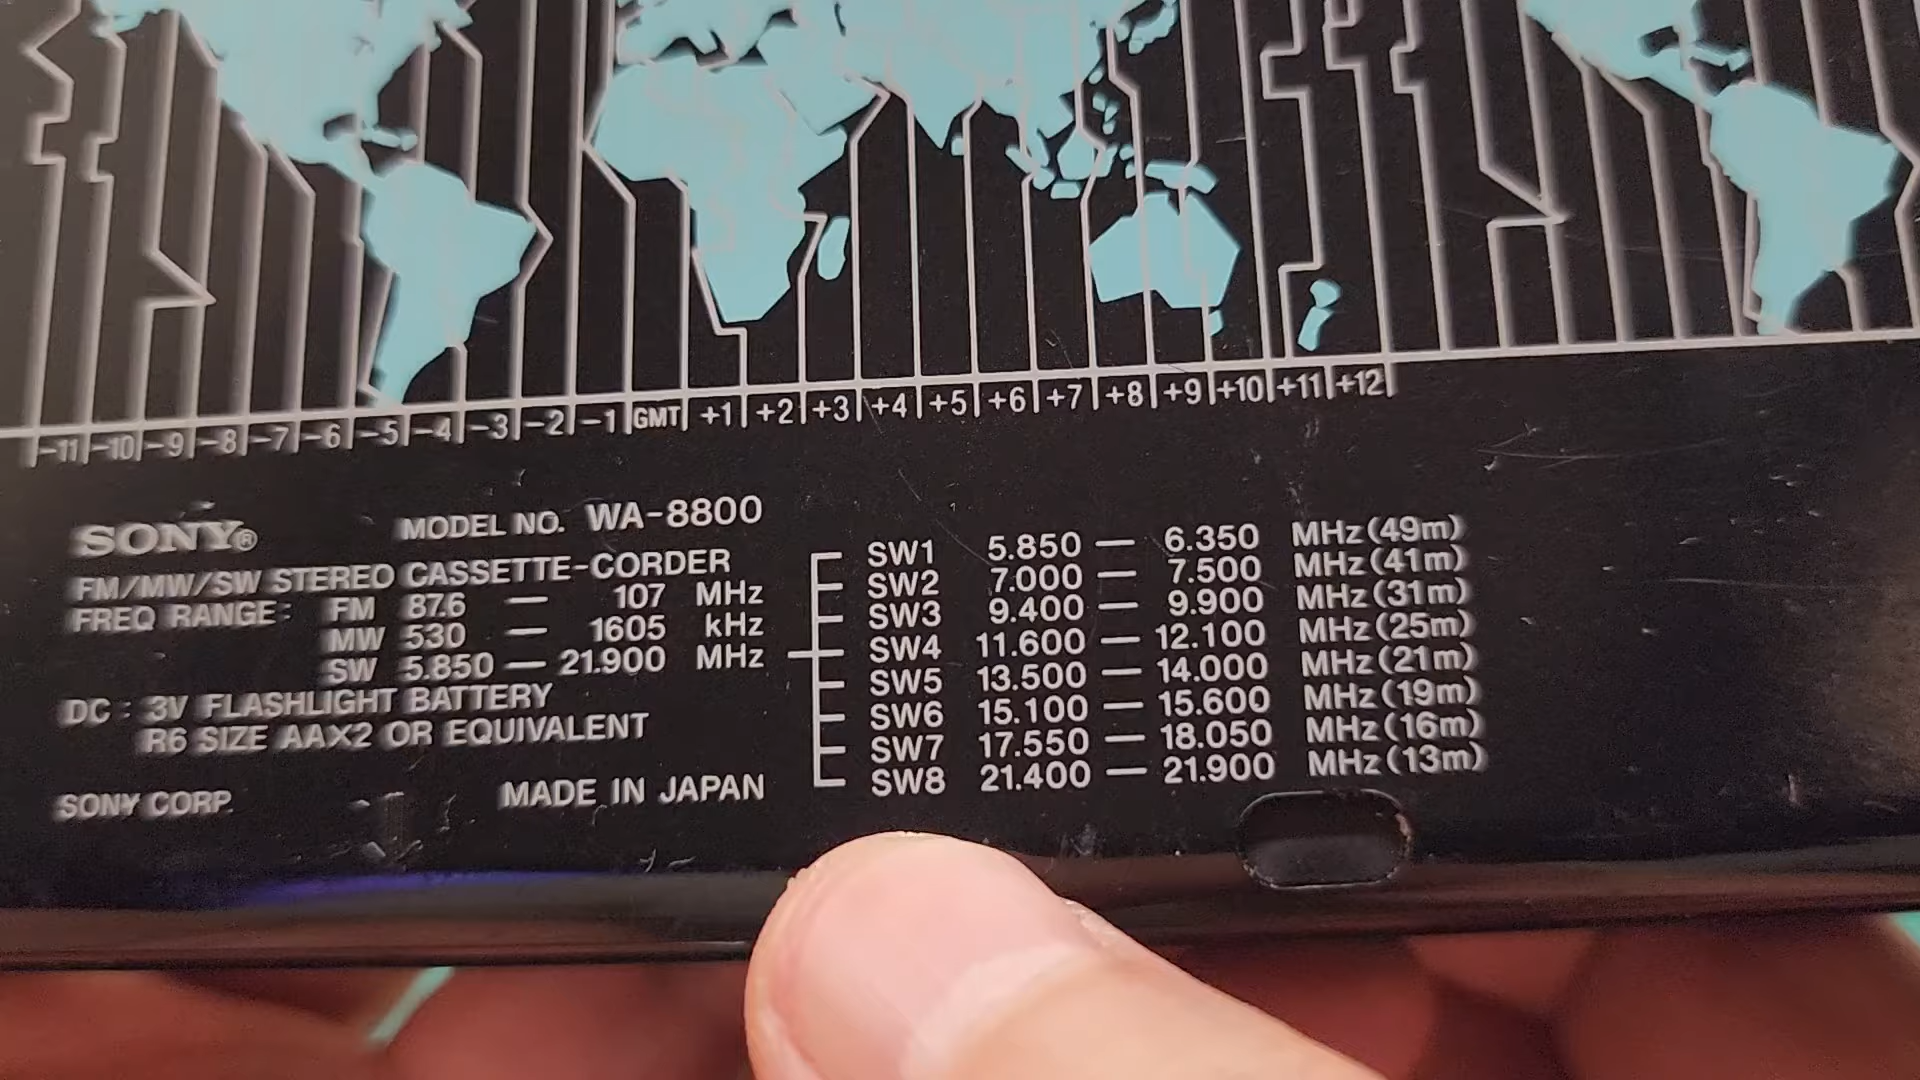 -11 -10 -9 -8 -7 -6 -5 -4 -3 -2 -1 GMT +1 +2 +3 +4 +5 +6 +7 +8 +9 +10 +11 +12
SONY® MODEL NO. WA-8800
FM/MW/SW STEREO CASSETTE-CORDER
FREQ RANGE: FM 87.6 — 107 MHz
MW 530 — 1605 kHz
SW 5.850 — 21.900 MHz
DC: 3V FLASHLIGHT BATTERY
R6 SIZE AAX2 OR EQUIVALENT
SONY CORP. MADE IN JAPAN
SW1 5.850 — 6.350 MHz (49m)
SW2 7.000 — 7.500 MHz (41m)
SW3 9.400 — 9.900 MHz (31m)
SW4 11.600 — 12.100 MHz (25m)
SW5 13.500 — 14.000 MHz (21m)
SW6 15.100 — 15.600 MHz (19m)
SW7 17.550 — 18.050 MHz (16m)
SW8 21.400 — 21.900 MHz (13m)